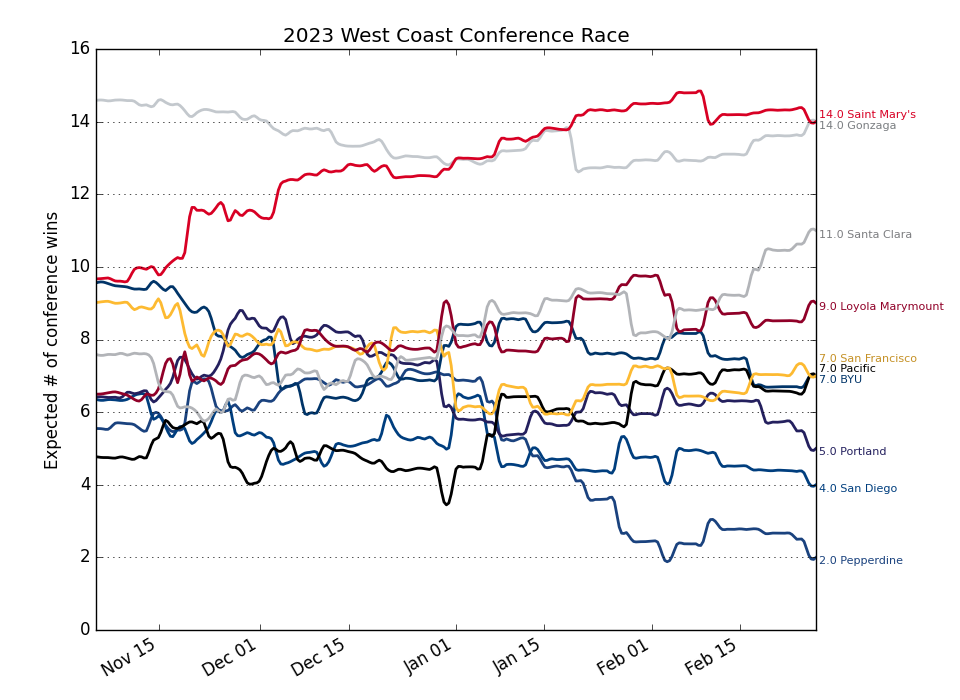 2023 West Coast Conference Race
Expected # of conference wins
16
14
12
10
8
6
4
2
0
Nov 15
Dec 01
Dec 15
Jan 01
Jan 15
Feb 01
Feb 15
14.0 Saint Mary's
14.0 Gonzaga
11.0 Santa Clara
9.0 Loyola Marymount
7.0 San Francisco
7.0 Pacific
7.0 BYU
5.0 Portland
4.0 San Diego
2.0 Pepperdine